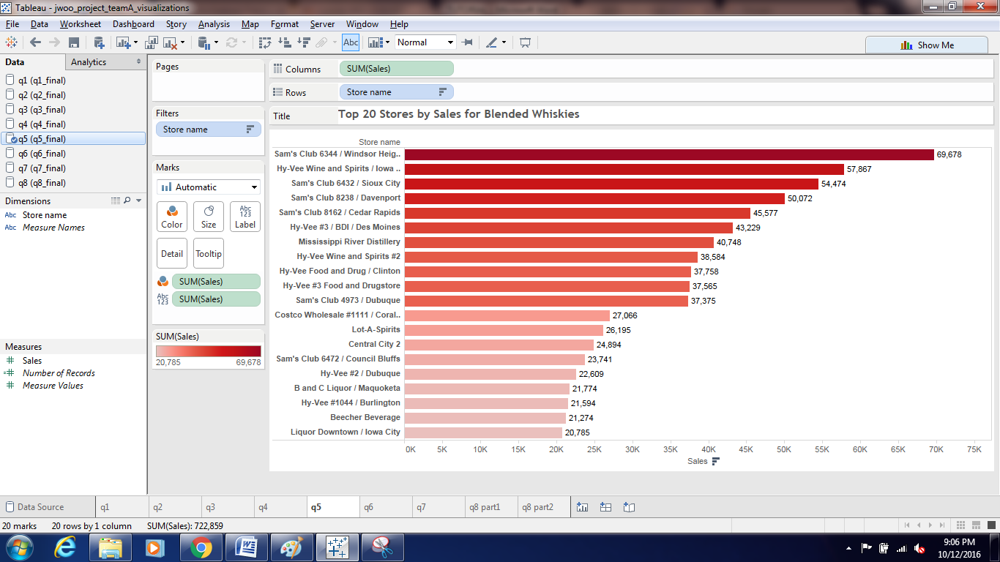 Tableau - jwoo_project_teamA_visualizations
File Data Worksheet Dashboard Story Analysis Map Format Server Window Help
Abc Normal Show Me
Data Analytics
q1 (q1_final)
q2 (q2_final)
q3 (q3_final)
q4 (q4_final)
q5 (q5_final)
q6 (q6_final)
q7 (q7_final)
q8 (q8_final)
Dimensions
Abc Store name
Abc Measure Names
Measures
Sales
Number of Records
Measure Values
Pages
Filters
Store name
Marks
Automatic
Color Size Abc 123 Label
Detail Tooltip
SUM(Sales)
Abc 123 SUM(Sales)
SUM(Sales)
20,785 69,678
Columns SUM(Sales)
Rows Store name
Title Top 20 Stores by Sales for Blended Whiskies
Store name
Sam's Club 6344 / Windsor Heig.. 69,678
Hy-Vee Wine and Spirits / Iowa .. 57,867
Sam's Club 6432 / Sioux City 54,474
Sam's Club 8238 / Davenport 50,072
Sam's Club 8162 / Cedar Rapids 45,577
Hy-Vee #3 / BDI / Des Moines 43,229
Mississippi River Distillery 40,748
Hy-Vee Wine and Spirits #2 38,584
Hy-Vee Food and Drug / Clinton 37,758
Hy-Vee #3 Food and Drugstore 37,565
Sam's Club 4973 / Dubuque 37,375
Costco Wholesale #1111 / Coral.. 27,066
Lot-A-Spirits 26,195
Central City 2 24,894
Sam's Club 6472 / Council Bluffs 23,741
Hy-Vee #2 / Dubuque 22,609
B and C Liquor / Maquoketa 21,774
Hy-Vee #1044 / Burlington 21,594
Beecher Beverage 21,274
Liquor Downtown / Iowa City 20,785
0K 5K 10K 15K 20K 25K 30K 35K 40K 45K 50K 55K 60K 65K 70K 75K
Sales
Data Source q1 q2 q3 q4 q5 q6 q7 q8 part1 q8 part2
20 marks 20 rows by 1 column SUM(Sales): 722,859
9:06 PM
10/12/2016